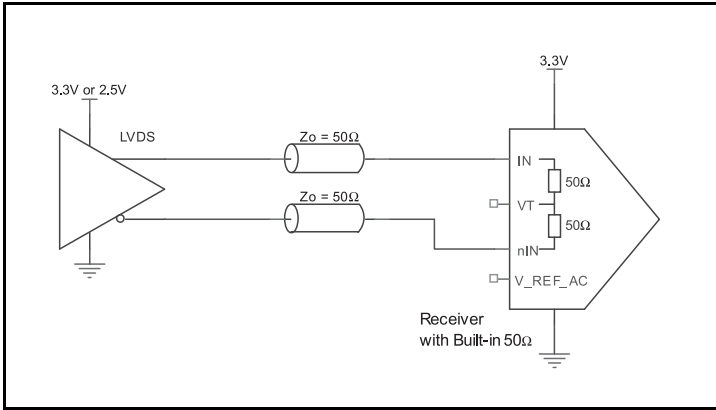 3.3V
3.3V or 2.5V
LVDS
Zo = 50Ω
IN
50Ω
Zo = 50Ω
VT
50Ω
nIN
V_REF_AC
Receiver
with Built-in 50Ω